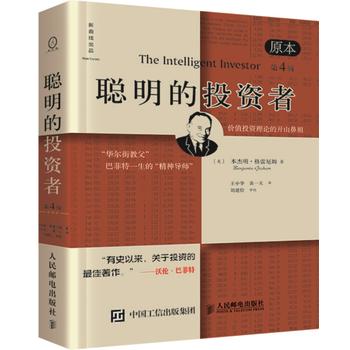 聪明的投资者
第4版
人民邮电出版社
新曲线出品
The Intelligent Investor
原本
第4版
聪明的投资者
价值投资理论的开山鼻祖
“华尔街教父”
巴菲特一生的“精神导师”
(美) 本杰明·格雷厄姆 著
Benjamin Graham
王中华 黄一义 译
“有史以来,关于投资的
最佳著作。”
——沃伦·巴菲特
中国工信出版集团
人民邮电出版社